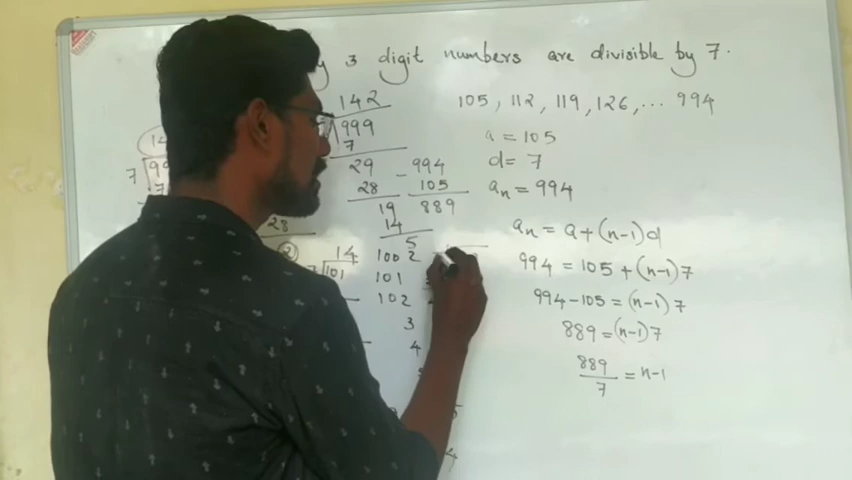 3 digit numbers are divisible by 7.
105, 112, 119, 126, ... 994
a = 105
d = 7
aₙ = 994
aₙ = a + (n-1)d
994 = 105 + (n-1)7
994-105 = (n-1)7
889 = (n-1)7
889/7 = n-1
142
999
7
29
28
19
14
5
- 994
105
889
7
28
2
14
101
100 2
101
102
3
4